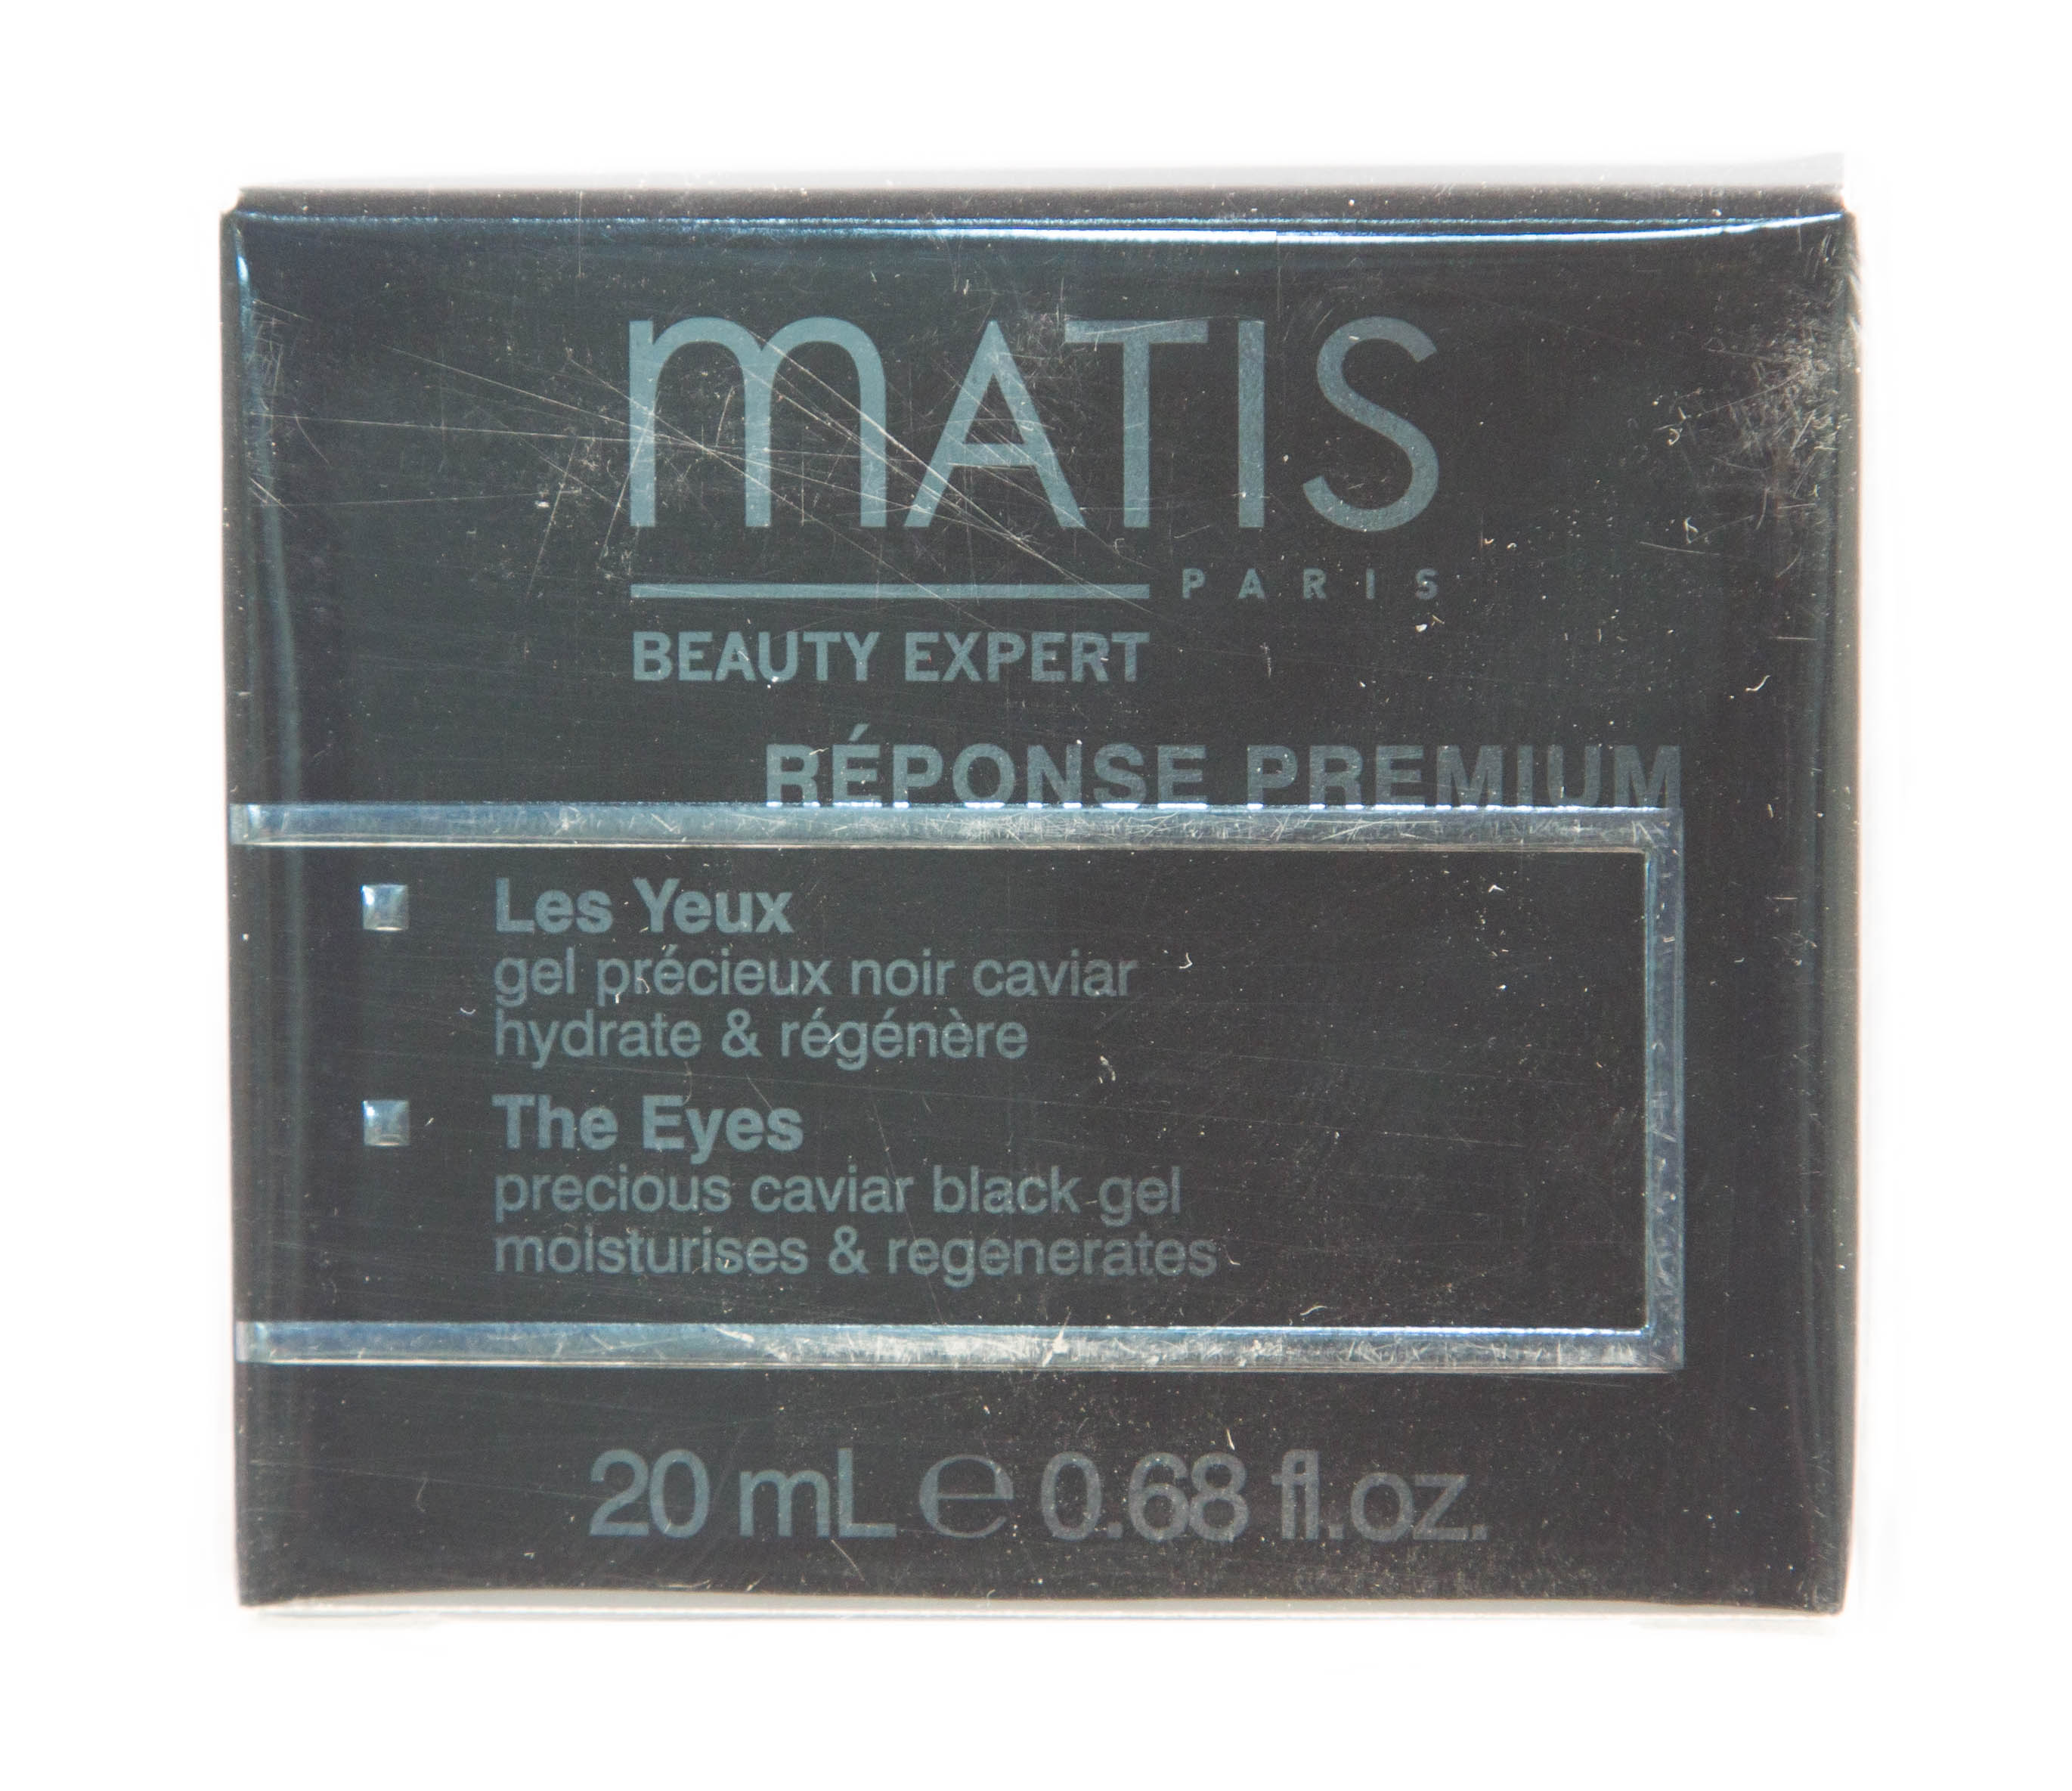 mATIS
PARIS
BEAUTY EXPERT
RÉPONSE PREMIUM
Les Yeux
gel précieux noir caviar
hydrate & régénère
The Eyes
precious caviar black gel
moisturises & regenerates
20 mL ℮ 0.68 fl.oz.